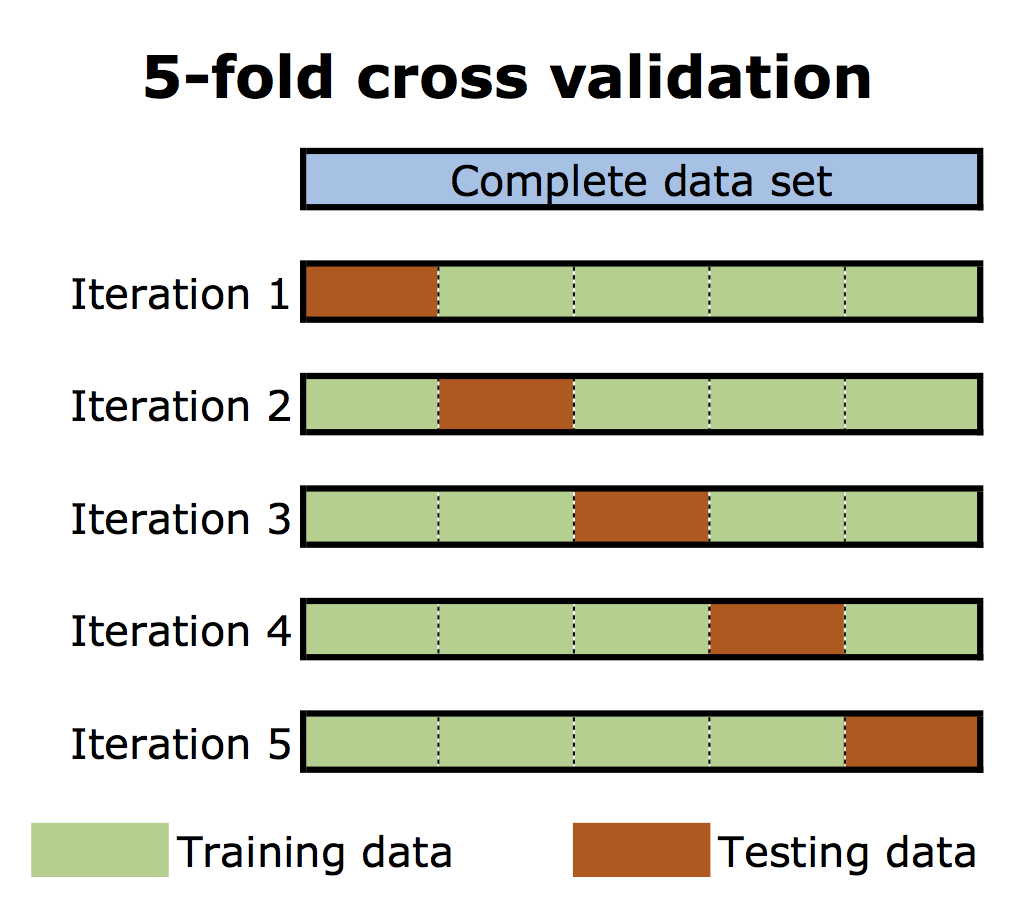 5-fold cross validation
Complete data set
Iteration 1
Iteration 2
Iteration 3
Iteration 4
Iteration 5
Training data
Testing data